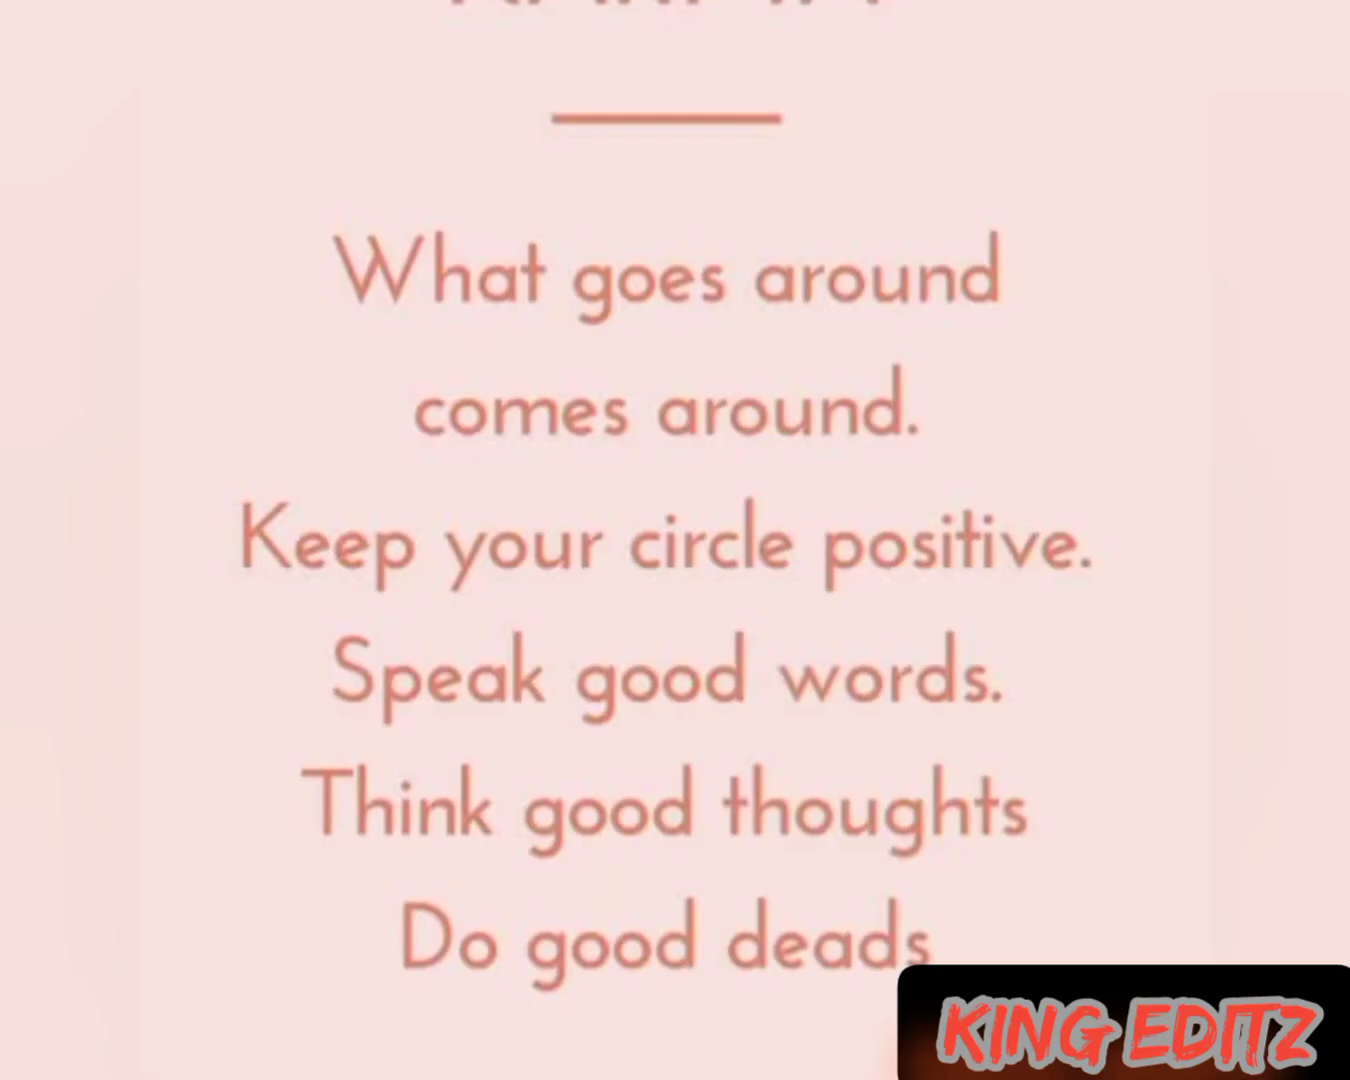 What goes around
comes around.
Keep your circle positive.
Speak good words.
Think good thoughts
Do good deads
KING EDITZ